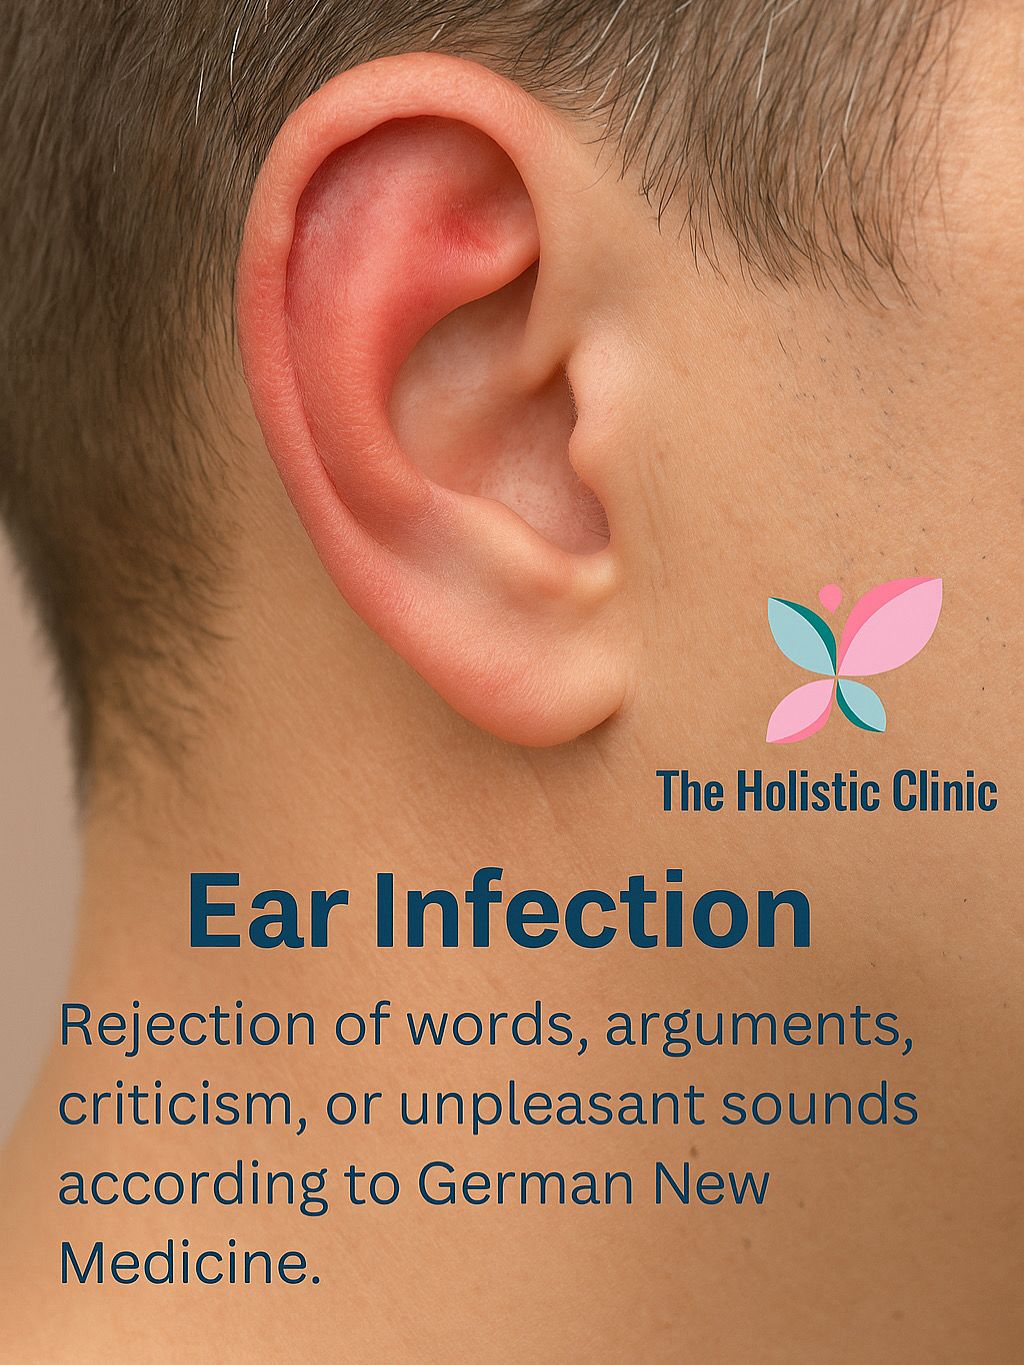 The Holistic Clinic
Ear Infection
Rejection of words, arguments,
criticism, or unpleasant sounds
according to German New
Medicine.